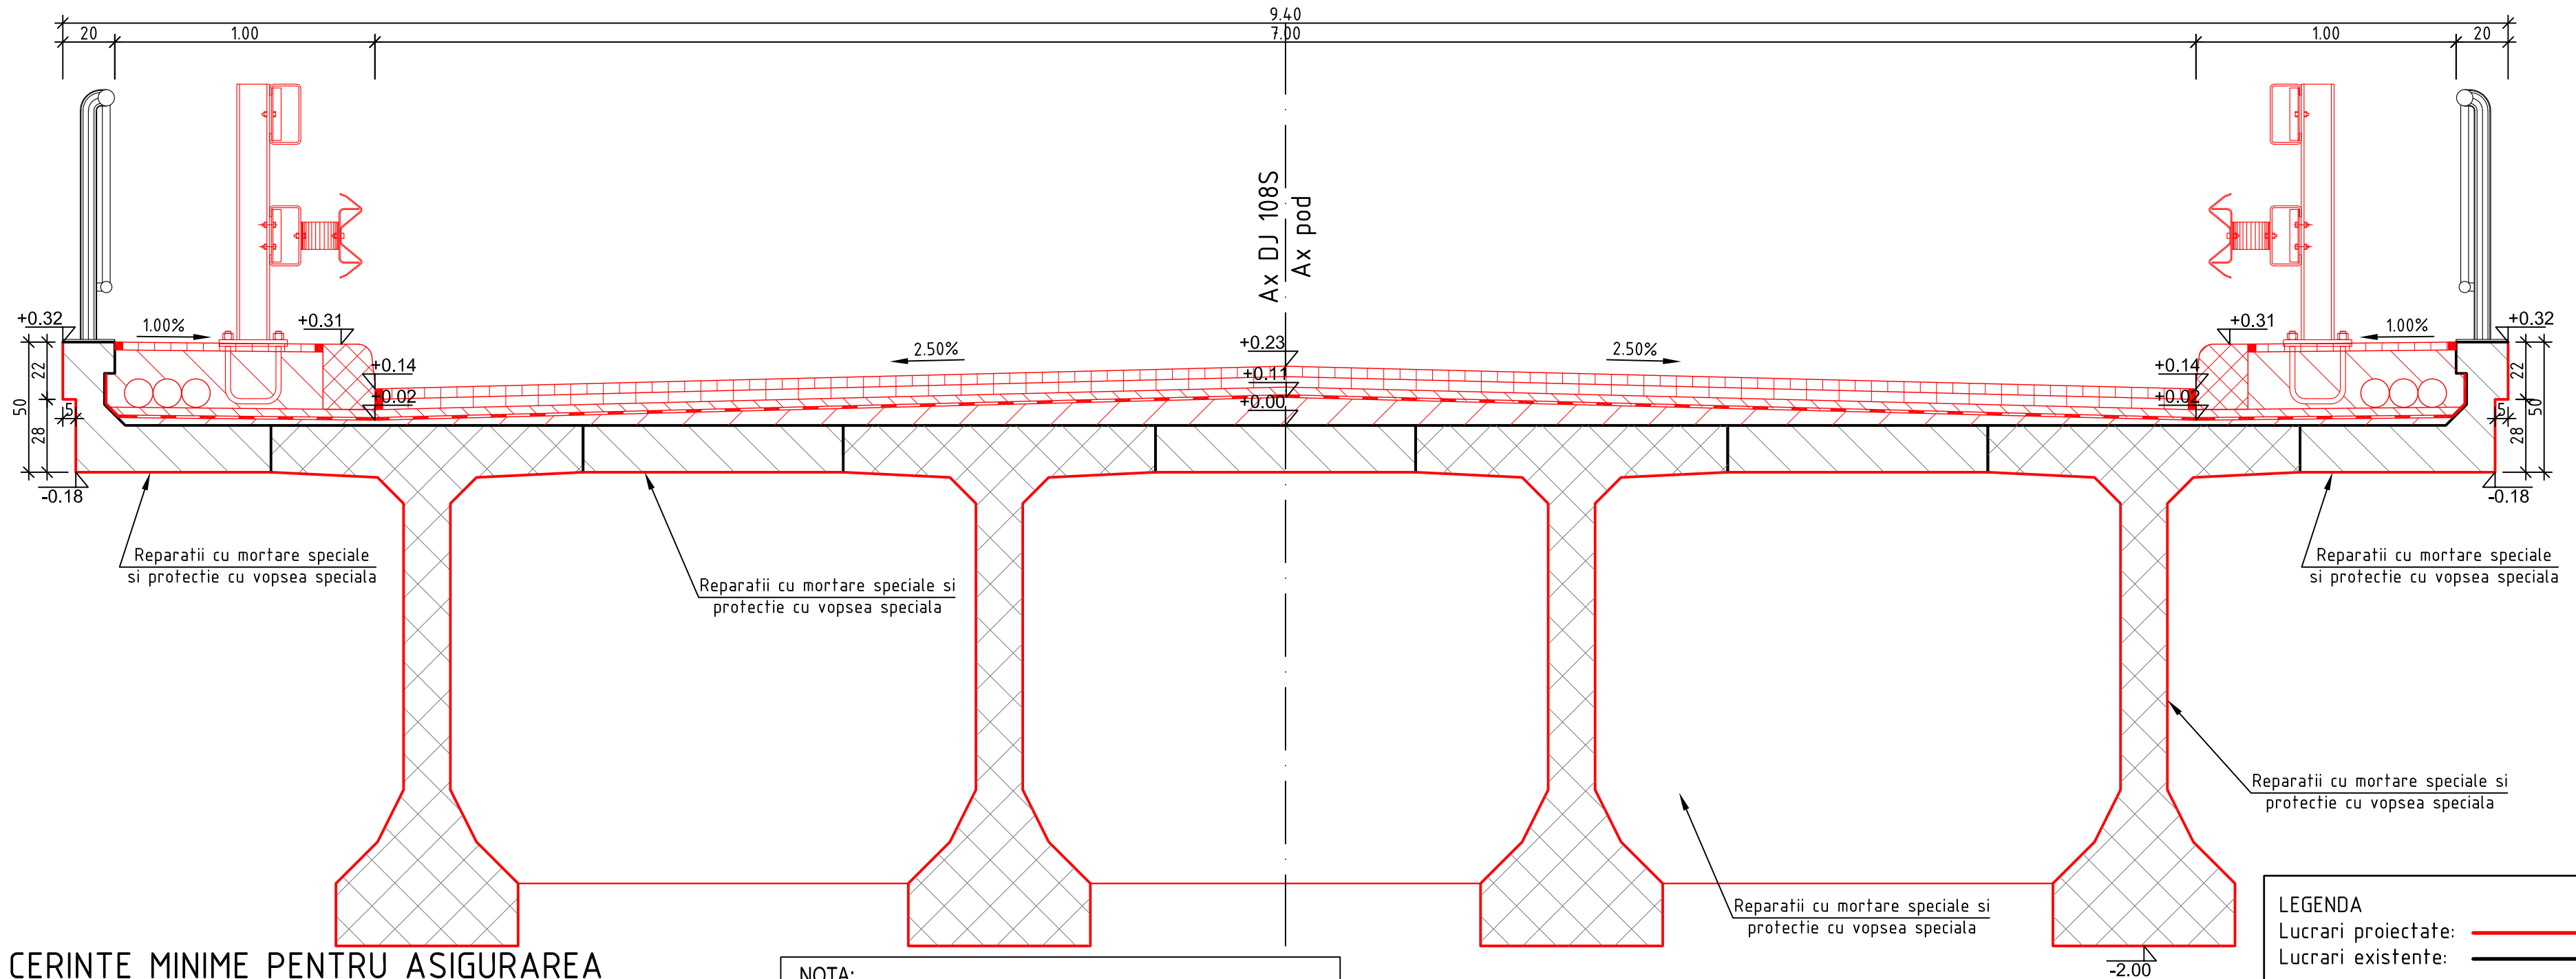 9.40
20 1.00 7.00 1.00 20
Ax DJ 108S
Ax pod
+0.32 1.00% +0.31 2.50% +0.23 2.50% +0.31 1.00% +0.32
+0.14 +0.11 +0.14
+0.02 +0.00 +0.02
50 22 28 5
5 22 28 50
-0.18 -0.18
Reparatii cu mortare speciale
si protectie cu vopsea speciala
Reparatii cu mortare speciale si
protectie cu vopsea speciala
Reparatii cu mortare speciale
si protectie cu vopsea speciala
Reparatii cu mortare speciale si
protectie cu vopsea speciala
Reparatii cu mortare speciale si
protectie cu vopsea speciala
-2.00
LEGENDA
Lucrari proiectate:
Lucrari existente:
CERINTE MINIME PENTRU ASIGURAREA
NOTA: